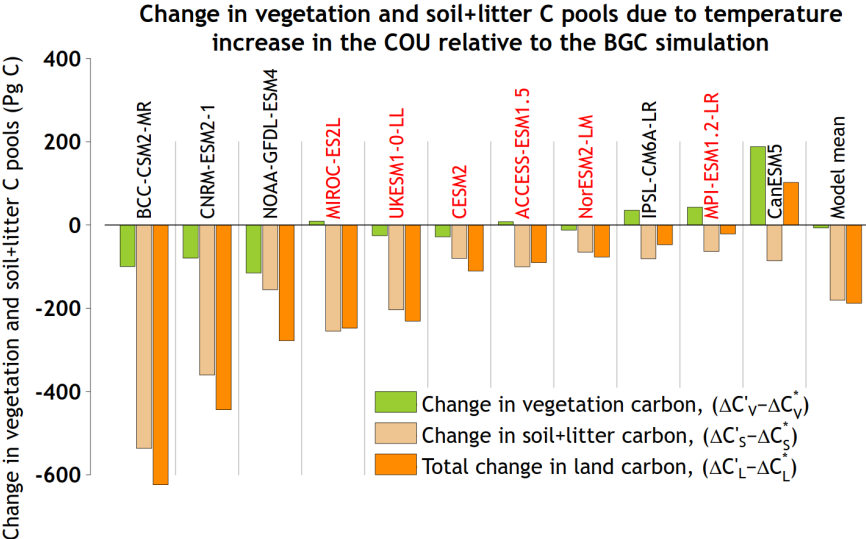 Change in vegetation and soil+litter C pools due to temperature
increase in the COU relative to the BGC simulation
Change in vegetation and soil+litter C pools (Pg C)
400
200
0
-200
-400
-600
BCC-CSM2-MR
CNRM-ESM2-1
NOAA-GFDL-ESM4
MIROC-ES2L
UKESM1-0-LL
CESM2
ACCESS-ESM1.5
NorESM2-LM
IPSL-CM6A-LR
MPI-ESM1.2-LR
CanESM5
Model mean
Change in vegetation carbon, (ΔC'V−ΔC*V)
Change in soil+litter carbon, (ΔC'S−ΔC*S)
Total change in land carbon, (ΔC'L−ΔC*L)